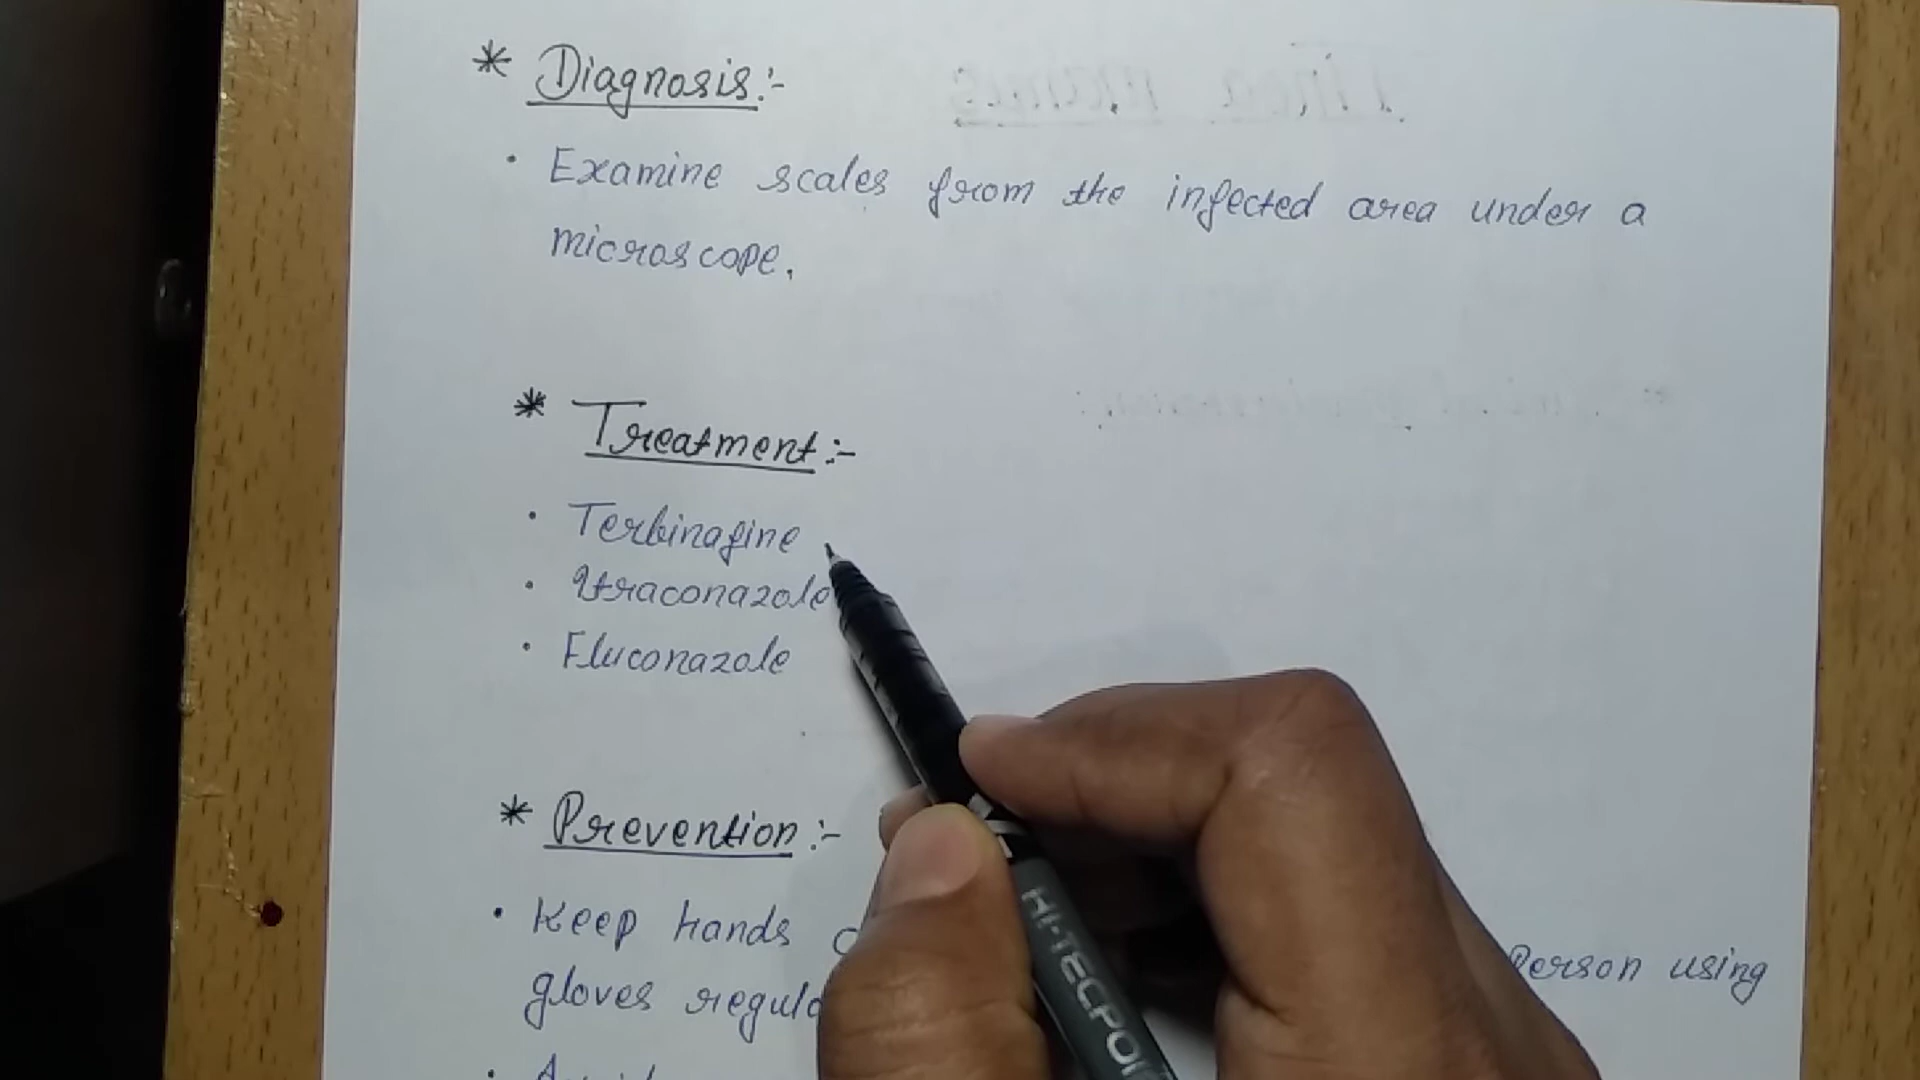 * Diagnosis:-
• Examine scales from the infected area under a
microscope.
* Treatment:-
• Terbinafine
• Itraconazole
• Fluconazole
* Prevention:-
• Keep hands
Person using
gloves
HI-TECPOI